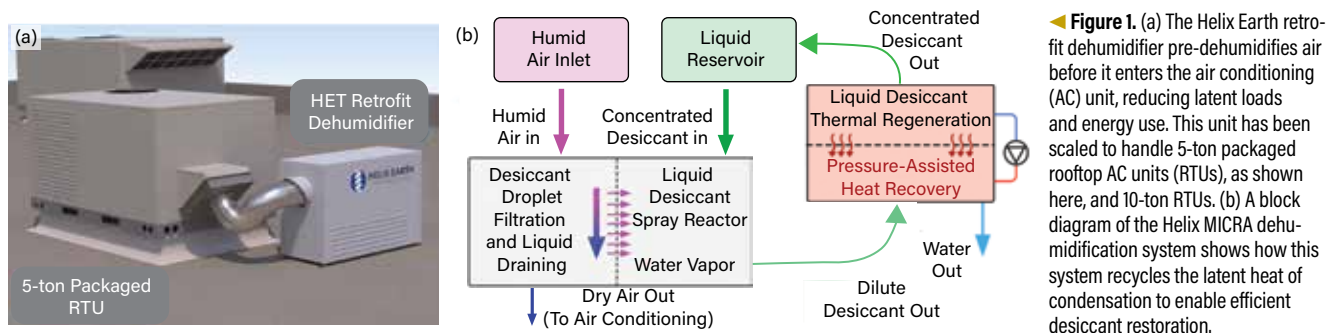 (a)
HET Retrofit
Dehumidifier
HELIX EARTH
5-ton Packaged
RTU
(b)
Humid
Air Inlet
Liquid
Reservoir
Concentrated
Desiccant
Out
Humid
Air in
Concentrated
Desiccant in
Liquid Desiccant
Thermal Regeneration
Pressure-Assisted
Heat Recovery
Desiccant
Droplet
Filtration
and Liquid
Draining
Liquid
Desiccant
Spray Reactor
Water Vapor
Water
Out
Dry Air Out
(To Air Conditioning)
Dilute
Desiccant Out
◀ Figure 1. (a) The Helix Earth retro-
fit dehumidifier pre-dehumidifies air
before it enters the air conditioning
(AC) unit, reducing latent loads
and energy use. This unit has been
scaled to handle 5-ton packaged
rooftop AC units (RTUs), as shown
here, and 10-ton RTUs. (b) A block
diagram of the Helix MICRA dehu-
midification system shows how this
system recycles the latent heat of
condensation to enable efficient
desiccant restoration.